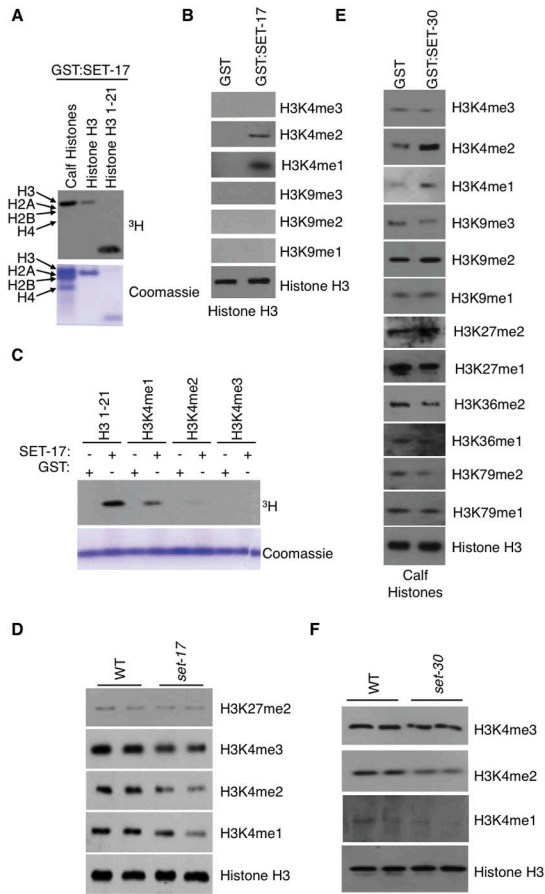 A
GST:SET-17
Calf Histones
Histone H3
Histone H3 1-21
H3
H2A
H2B
H4
³H
H3
H2A
H2B
H4
Coomassie
B
GST
GST:SET-17
H3K4me3
H3K4me2
H3K4me1
H3K9me3
H3K9me2
H3K9me1
Histone H3
Histone H3
C
H3 1-21
H3K4me1
H3K4me2
H3K4me3
SET-17: - + - + - + - +
GST: + - + - + - + -
³H
Coomassie
D
WT
set-17
H3K27me2
H3K4me3
H3K4me2
H3K4me1
Histone H3
E
GST
GST:SET-30
H3K4me3
H3K4me2
H3K4me1
H3K9me3
H3K9me2
H3K9me1
H3K27me2
H3K27me1
H3K36me2
H3K36me1
H3K79me2
H3K79me1
Histone H3
Calf
Histones
F
WT
set-30
H3K4me3
H3K4me2
H3K4me1
Histone H3